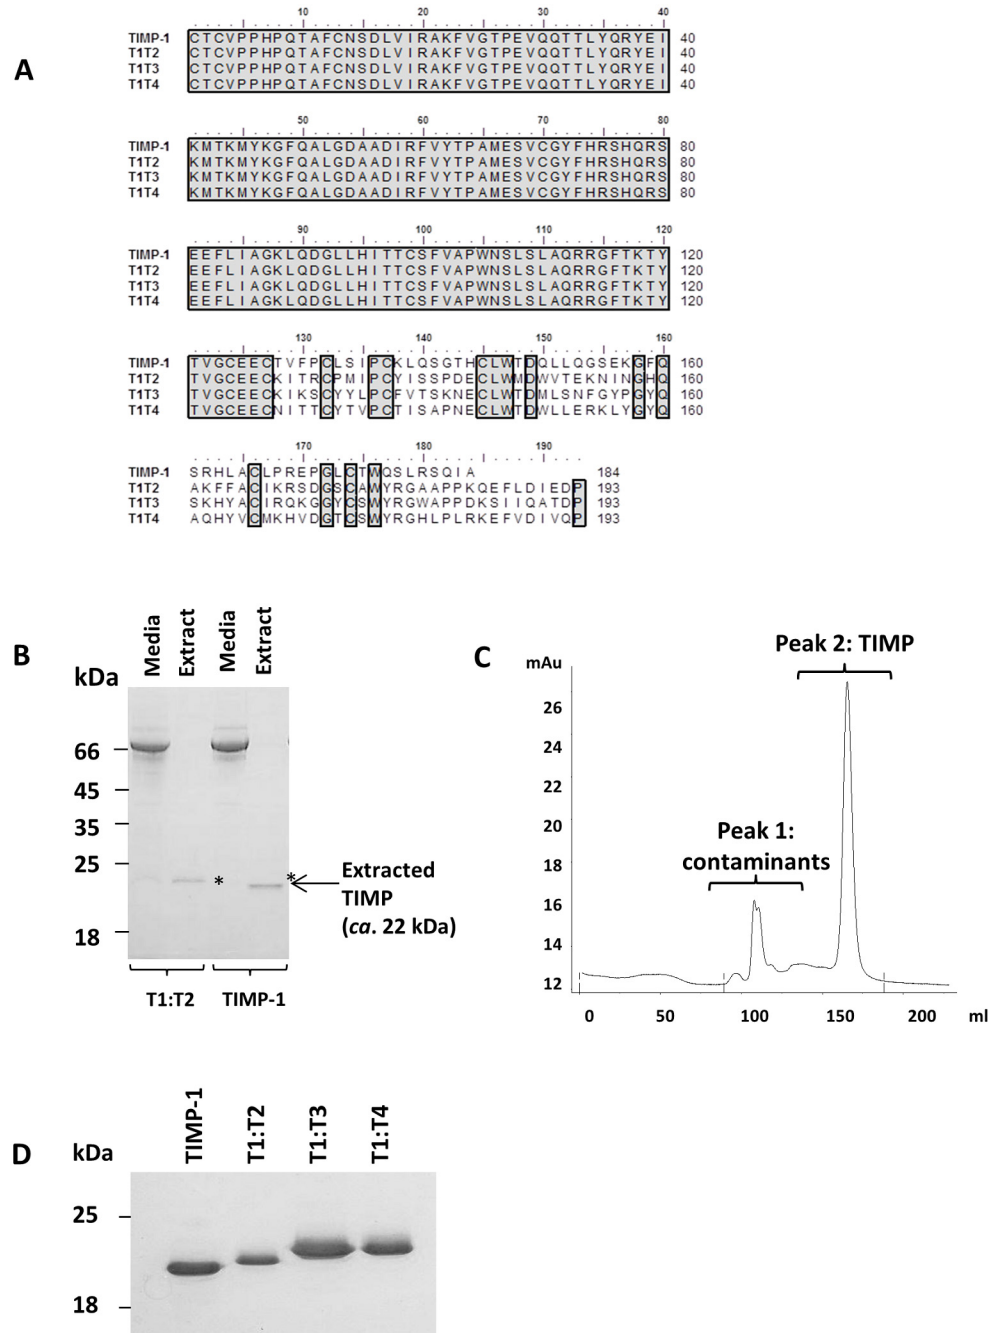 A
10 20 30 40
TIMP-1 CTCVPPHPQTAFCNSDLVIRAKFVGTPEVQQTTLYQRYEI 40
T1T2 CTCVPPHPQTAFCNSDLVIRAKFVGTPEVQQTTLYQRYEI 40
T1T3 CTCVPPHPQTAFCNSDLVIRAKFVGTPEVQQTTLYQRYEI 40
T1T4 CTCVPPHPQTAFCNSDLVIRAKFVGTPEVQQTTLYQRYEI 40
50 60 70 80
TIMP-1 KMTKMYKGFQALGDAADIRFVYTPAMESVCGYFHRSHQRS 80
T1T2 KMTKMYKGFQALGDAADIRFVYTPAMESVCGYFHRSHQRS 80
T1T3 KMTKMYKGFQALGDAADIRFVYTPAMESVCGYFHRSHQRS 80
T1T4 KMTKMYKGFQALGDAADIRFVYTPAMESVCGYFHRSHQRS 80
90 100 110 120
TIMP-1 EEFLIAGKLQDGLLHITTCSFVAPWNSLSLAQRRGFTKTY 120
T1T2 EEFLIAGKLQDGLLHITTCSFVAPWNSLSLAQRRGFTKTY 120
T1T3 EEFLIAGKLQDGLLHITTCSFVAPWNSLSLAQRRGFTKTY 120
T1T4 EEFLIAGKLQDGLLHITTCSFVAPWNSLSLAQRRGFTKTY 120
130 140 150 160
TIMP-1 TVGCEECTVFPCLSIPCKLQSGTHCLWTDQLLQGSEKGFQ 160
T1T2 TVGCEECKITRCPMIPCYISSPDECLWMDWVTEKNINGHQ 160
T1T3 TVGCEECKIKSCYYLPCFVTSKNECLWTDMLSNFGYPGYQ 160
T1T4 TVGCEECNITTCYTVPCTISAPNECLWTDWLLERKLYGYQ 160
170 180 190
TIMP-1 SRHLACLPREPGLCTWQSLRSQIA 184
T1T2 AKFFACIKRSDGSCAWYRGAAPPKQEFLDIEDP 193
T1T3 SKHYACIRQKGGYCSWYRGWAPPDKSIIQATDP 193
T1T4 AQHYVCMKHVDGTCSWYRGHLPLRKEFVDIVQP 193
B
kDa
Media Extract Media Extract
66
45
35
25
18
* *
Extracted
TIMP
(ca. 22 kDa)
T1:T2 TIMP-1
C
mAu
26
24
22
20
18
16
14
12
Peak 2: TIMP
Peak 1:
contaminants
0 50 100 150 200 ml
D
kDa
TIMP-1 T1:T2 T1:T3 T1:T4
25
18